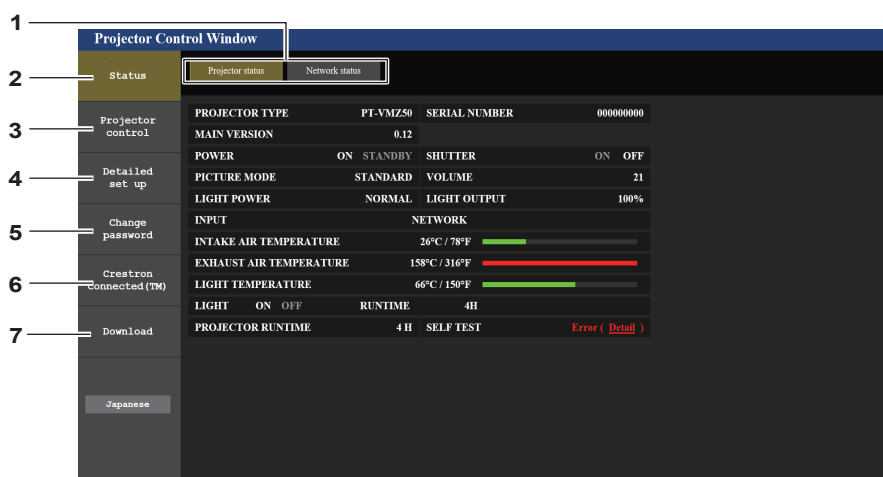 1
Projector Control Window
2
Status
Projector status Network status
3
Projector
control
4
Detailed
set up
5
Change
password
6
Crestron
Connected(TM)
7
Download
Japanese
PROJECTOR TYPE PT-VMZ50 SERIAL NUMBER 000000000
MAIN VERSION 0.12
POWER ON STANDBY SHUTTER ON OFF
PICTURE MODE STANDARD VOLUME 21
LIGHT POWER NORMAL LIGHT OUTPUT 100%
INPUT NETWORK
INTAKE AIR TEMPERATURE 26°C / 78°F
EXHAUST AIR TEMPERATURE 158°C / 316°F
LIGHT TEMPERATURE 66°C / 150°F
LIGHT ON OFF RUNTIME 4H
PROJECTOR RUNTIME 4 H SELF TEST Error ( Detail )